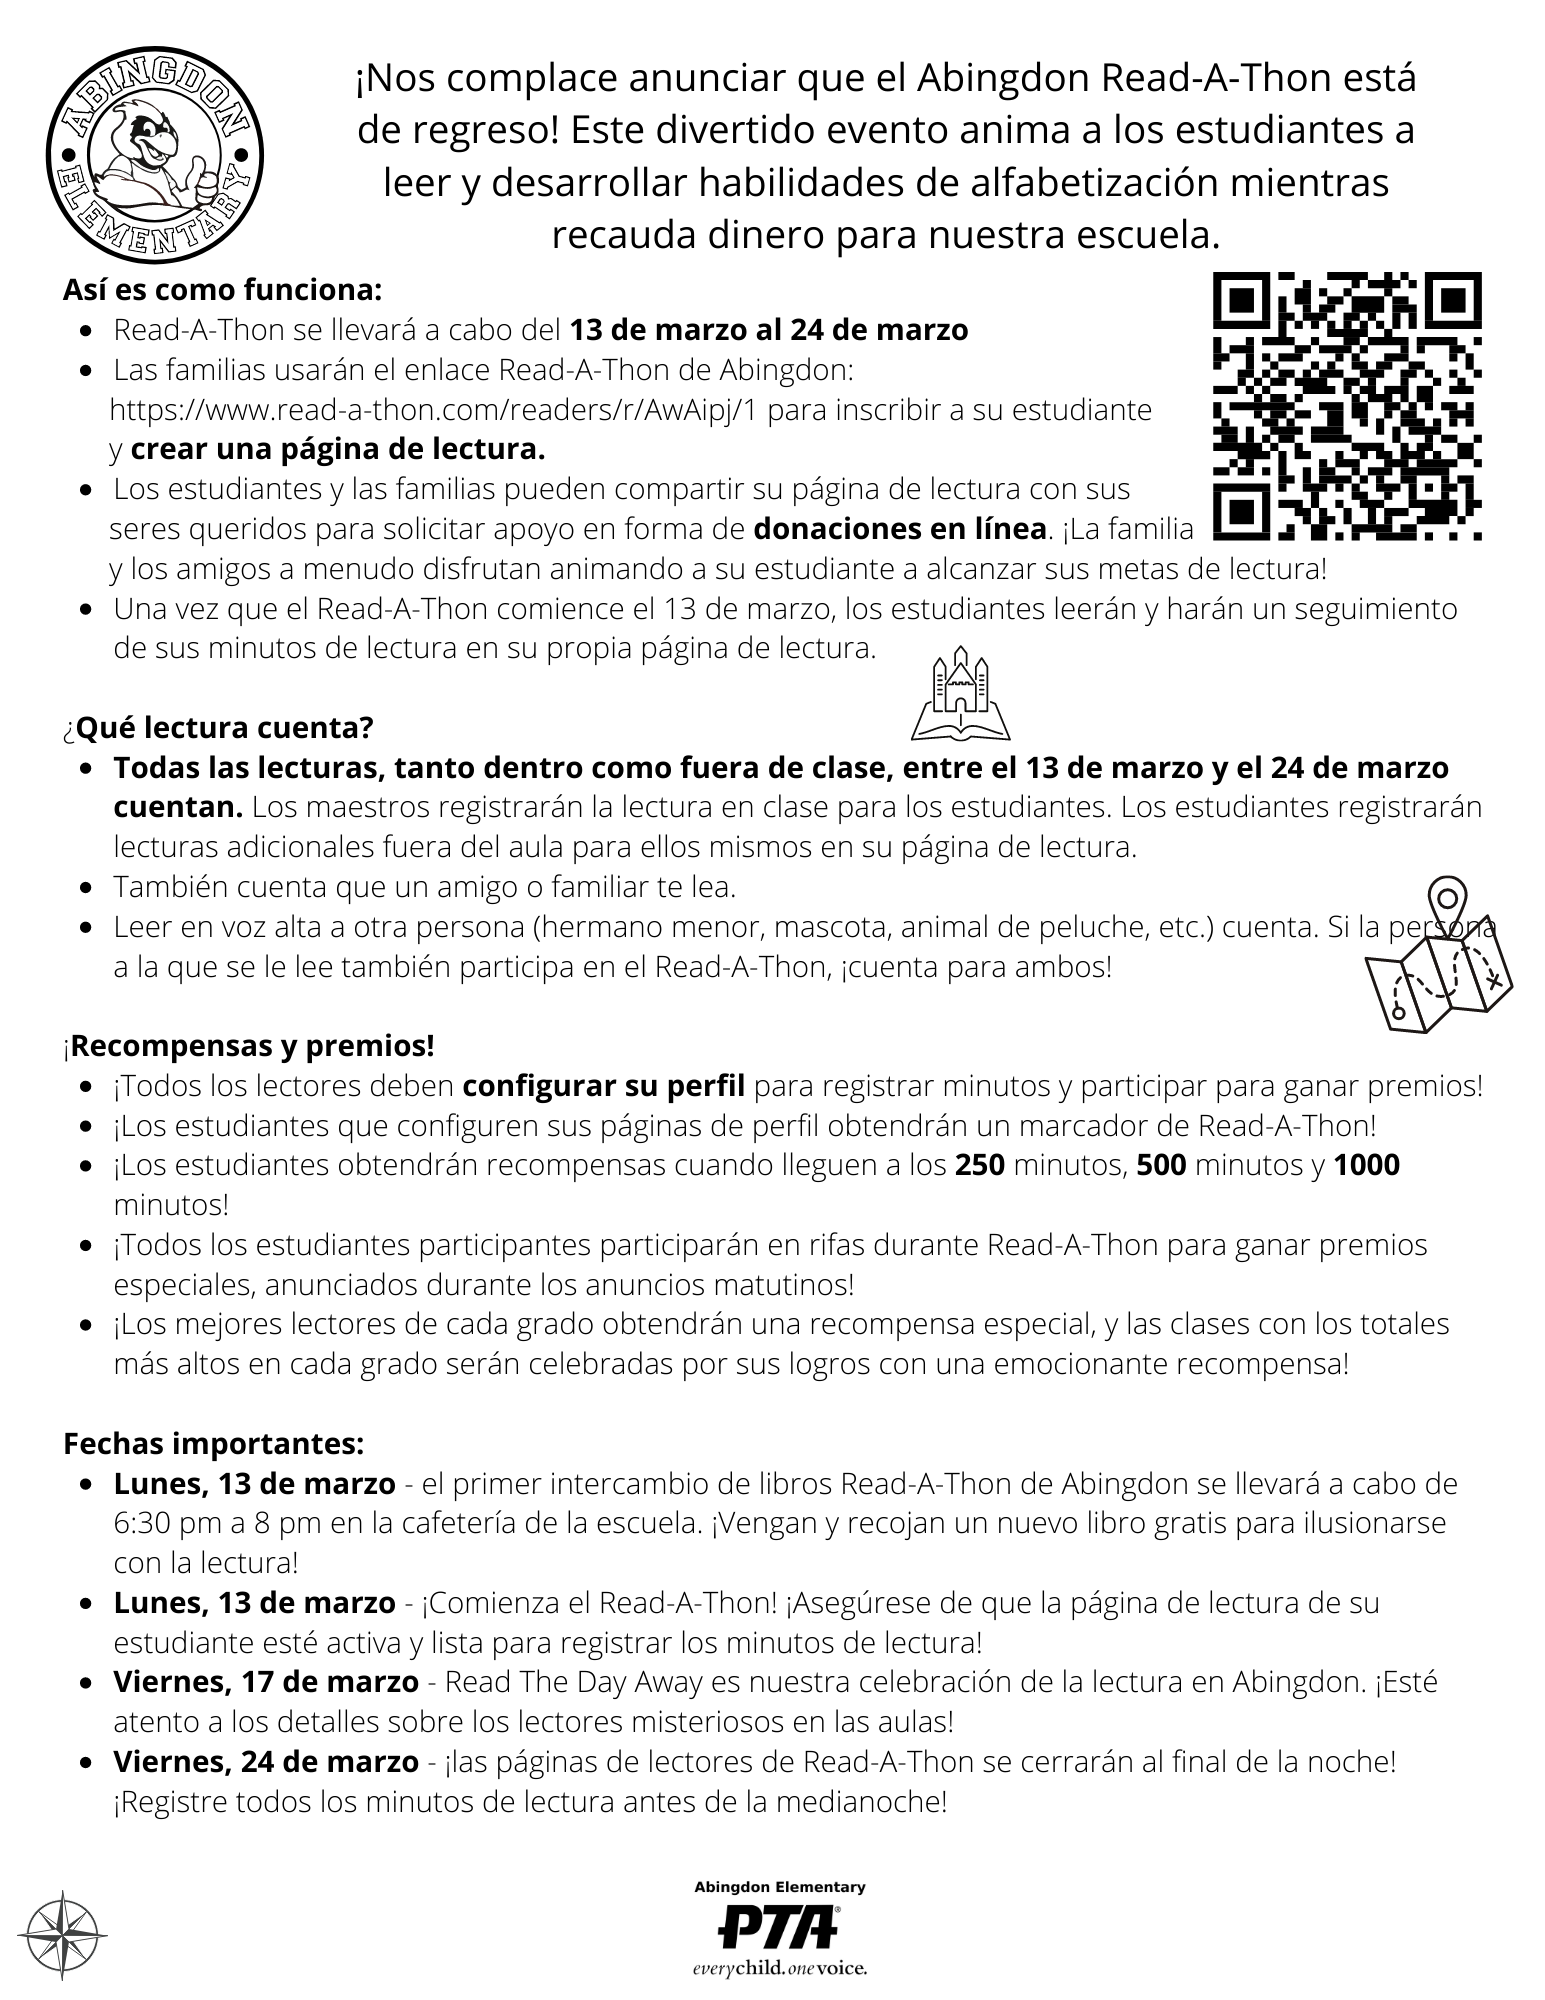 ABINGDON
ELEMENTARY
¡Nos complace anunciar que el Abingdon Read-A-Thon está
de regreso! Este divertido evento anima a los estudiantes a
leer y desarrollar habilidades de alfabetización mientras
recauda dinero para nuestra escuela.
Así es como funciona:
• Read-A-Thon se llevará a cabo del 13 de marzo al 24 de marzo
• Las familias usarán el enlace Read-A-Thon de Abingdon:
https://www.read-a-thon.com/readers/r/AwAipj/1 para inscribir a su estudiante
y crear una página de lectura.
• Los estudiantes y las familias pueden compartir su página de lectura con sus
seres queridos para solicitar apoyo en forma de donaciones en línea. ¡La familia
y los amigos a menudo disfrutan animando a su estudiante a alcanzar sus metas de lectura!
• Una vez que el Read-A-Thon comience el 13 de marzo, los estudiantes leerán y harán un seguimiento
de sus minutos de lectura en su propia página de lectura.
¿Qué lectura cuenta?
• Todas las lecturas, tanto dentro como fuera de clase, entre el 13 de marzo y el 24 de marzo
cuentan. Los maestros registrarán la lectura en clase para los estudiantes. Los estudiantes registrarán
lecturas adicionales fuera del aula para ellos mismos en su página de lectura.
• También cuenta que un amigo o familiar te lea.
• Leer en voz alta a otra persona (hermano menor, mascota, animal de peluche, etc.) cuenta. Si la persona
a la que se le lee también participa en el Read-A-Thon, ¡cuenta para ambos!
¡Recompensas y premios!
• ¡Todos los lectores deben configurar su perfil para registrar minutos y participar para ganar premios!
• ¡Los estudiantes que configuren sus páginas de perfil obtendrán un marcador de Read-A-Thon!
• ¡Los estudiantes obtendrán recompensas cuando lleguen a los 250 minutos, 500 minutos y 1000
minutos!
• ¡Todos los estudiantes participantes participarán en rifas durante Read-A-Thon para ganar premios
especiales, anunciados durante los anuncios matutinos!
• ¡Los mejores lectores de cada grado obtendrán una recompensa especial, y las clases con los totales
más altos en cada grado serán celebradas por sus logros con una emocionante recompensa!
Fechas importantes:
• Lunes, 13 de marzo - el primer intercambio de libros Read-A-Thon de Abingdon se llevará a cabo de
6:30 pm a 8 pm en la cafetería de la escuela. ¡Vengan y recojan un nuevo libro gratis para ilusionarse
con la lectura!
• Lunes, 13 de marzo - ¡Comienza el Read-A-Thon! ¡Asegúrese de que la página de lectura de su
estudiante esté activa y lista para registrar los minutos de lectura!
• Viernes, 17 de marzo - Read The Day Away es nuestra celebración de la lectura en Abingdon. ¡Esté
atento a los detalles sobre los lectores misteriosos en las aulas!
• Viernes, 24 de marzo - ¡las páginas de lectores de Read-A-Thon se cerrarán al final de la noche!
¡Registre todos los minutos de lectura antes de la medianoche!
Abingdon Elementary
PTA®
everychild.onevoice.